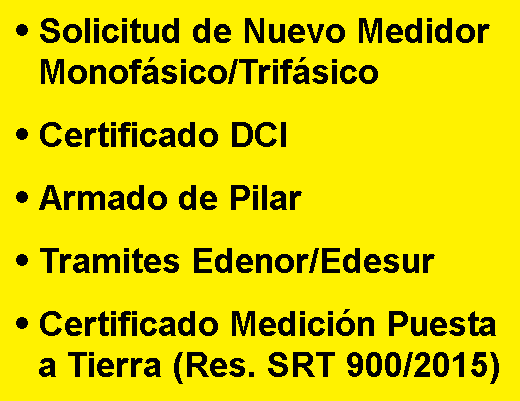 • Solicitud de Nuevo Medidor
Monofásico/Trifásico
• Certificado DCI
• Armado de Pilar
• Tramites Edenor/Edesur
• Certificado Medición Puesta
a Tierra (Res. SRT 900/2015)